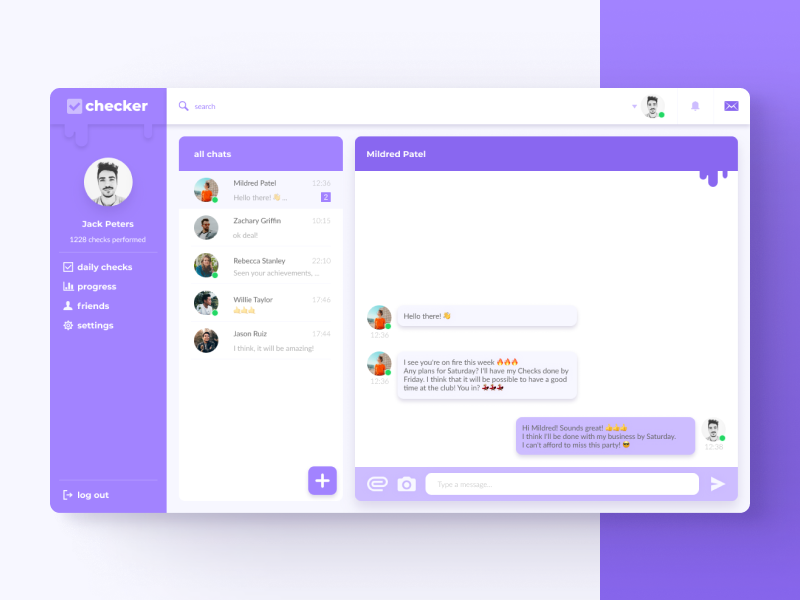 checker
search
Jack Peters
1228 checks performed
daily checks
progress
friends
settings
log out
all chats
Mildred Patel 12:36
Hello there! 👋 ... 2
Zachary Griffin 10:15
ok deal!
Rebecca Stanley 22:10
Seen your achievements, ...
Willie Taylor 17:46
👍👍👍
Jason Ruiz 17:44
I think, it will be amazing!
Mildred Patel
Hello there! 👋
12:36
I see you're on fire this week 🔥🔥🔥
Any plans for Saturday? I'll have my Checks done by
Friday. I think that it will be possible to have a good
time at the club! You in? 💃💃💃
12:36
Hi Mildred! Sounds great! 👍👍👍
I think I'll be done with my business by Saturday.
I can't afford to miss this party! 😎
12:36
Type a message...